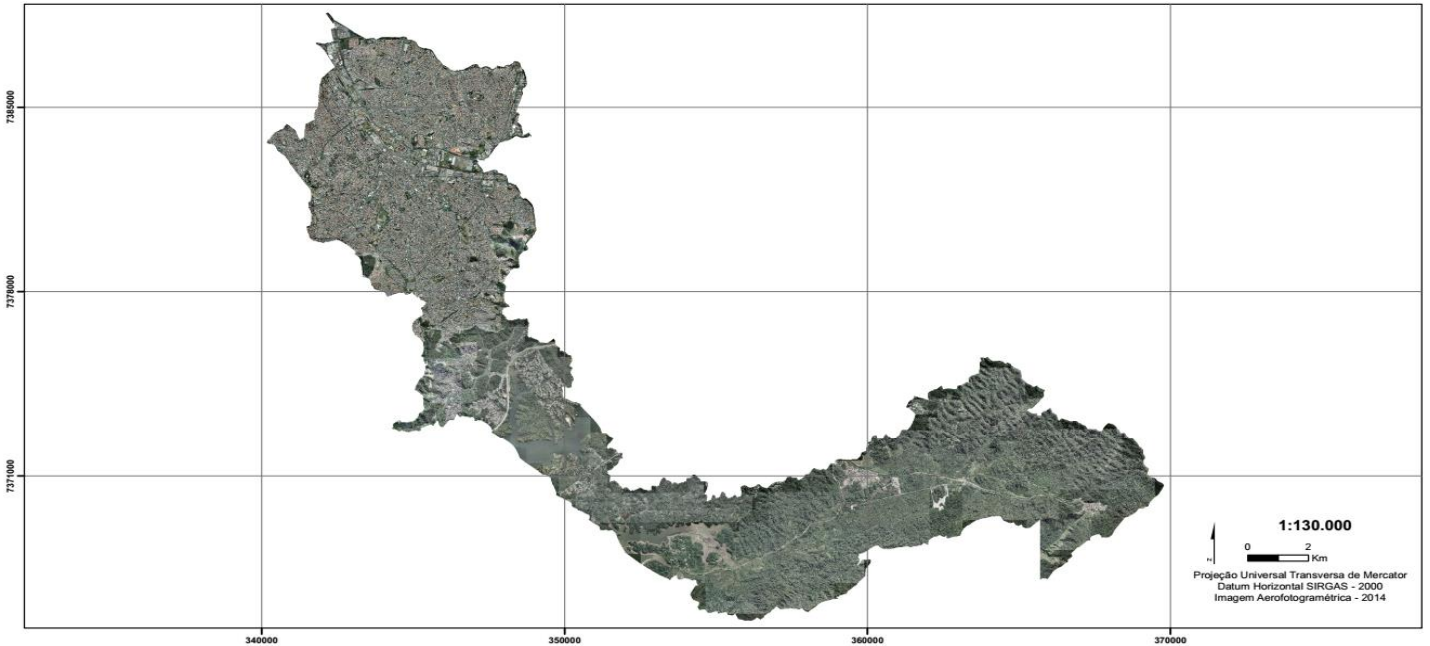 7385000
7378000
7371000
1:130.000
0 2
Km
N
Projeção Universal Transversa de Mercator
Datum Horizontal SIRGAS - 2000
Imagem Aerofotogramétrica - 2014
340000 350000 360000 370000